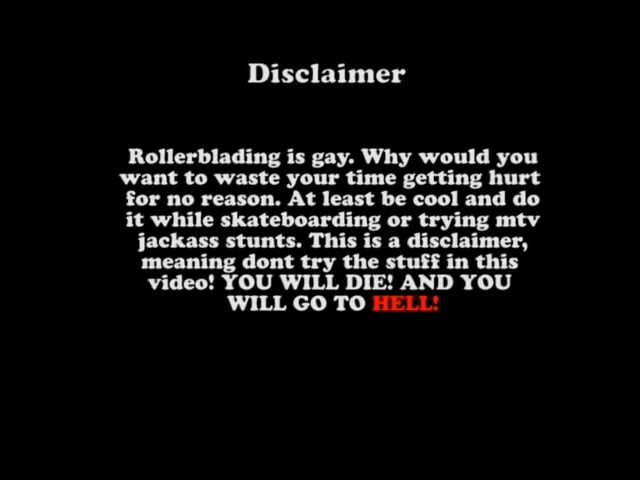 Disclaimer
Rollerblading is gay. Why would you
want to waste your time getting hurt
for no reason. At least be cool and do
it while skateboarding or trying mtv
jackass stunts. This is a disclaimer,
meaning dont try the stuff in this
video! YOU WILL DIE! AND YOU
WILL GO TO HELL!